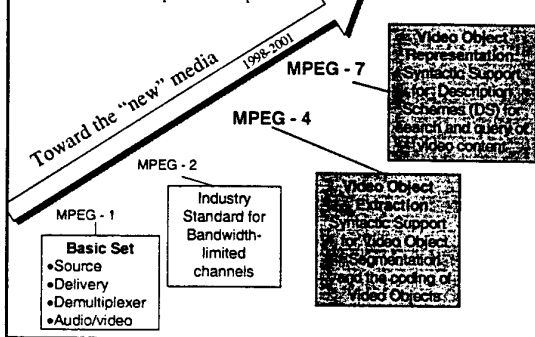 Toward the “new” media
1998-2001
MPEG - 7
Video Object
Representation
Syntactic Support
for Description
Schemes (DS) for
search and query of
video content
MPEG - 4
Video Object
Extraction
Syntactic Support
for Video Object
Segmentation
and the coding of
Video Objects
MPEG - 2
Industry
Standard for
Bandwidth-
limited
channels
MPEG - 1
Basic Set
•Source
•Delivery
•Demultiplexer
•Audio/video